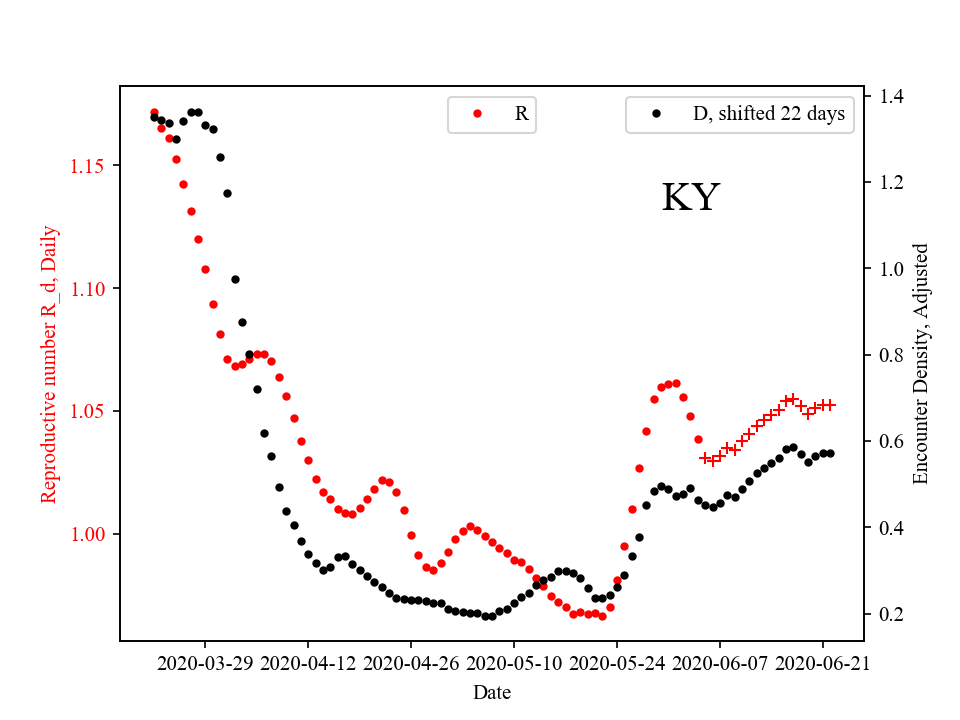 R
D, shifted 22 days
KY
Reproductive number R_d, Daily
1.15
1.10
1.05
1.00
1.4
1.2
1.0
0.8
0.6
0.4
0.2
Encounter Density, Adjusted
2020-03-29 2020-04-12 2020-04-26 2020-05-10 2020-05-24 2020-06-07 2020-06-21
Date